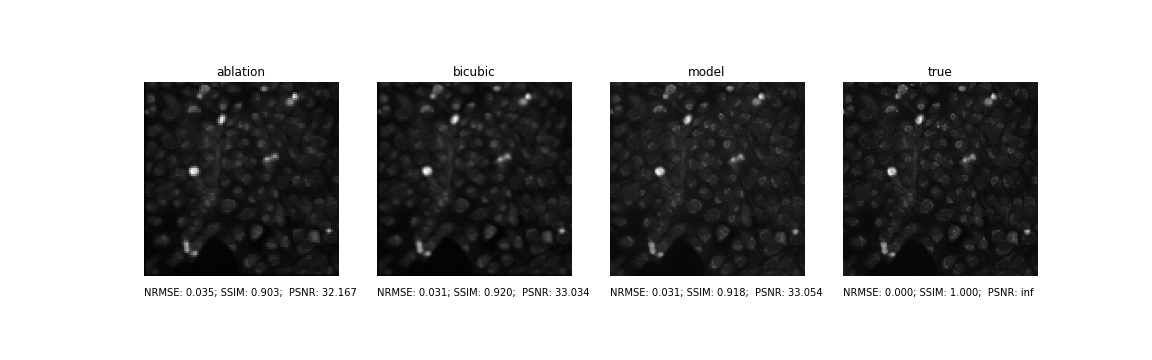 ablation
bicubic
model
true
NRMSE: 0.035; SSIM: 0.903;  PSNR: 32.167
NRMSE: 0.031; SSIM: 0.920;  PSNR: 33.034
NRMSE: 0.031; SSIM: 0.918;  PSNR: 33.054
NRMSE: 0.000; SSIM: 1.000;  PSNR: inf